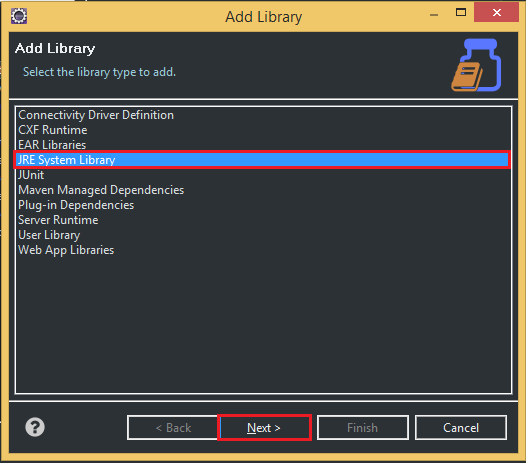 Add Library
Add Library
Select the library type to add.
Connectivity Driver Definition
CXF Runtime
EAR Libraries
JRE System Library
JUnit
Maven Managed Dependencies
Plug-in Dependencies
Server Runtime
User Library
Web App Libraries
? < Back Next > Finish Cancel